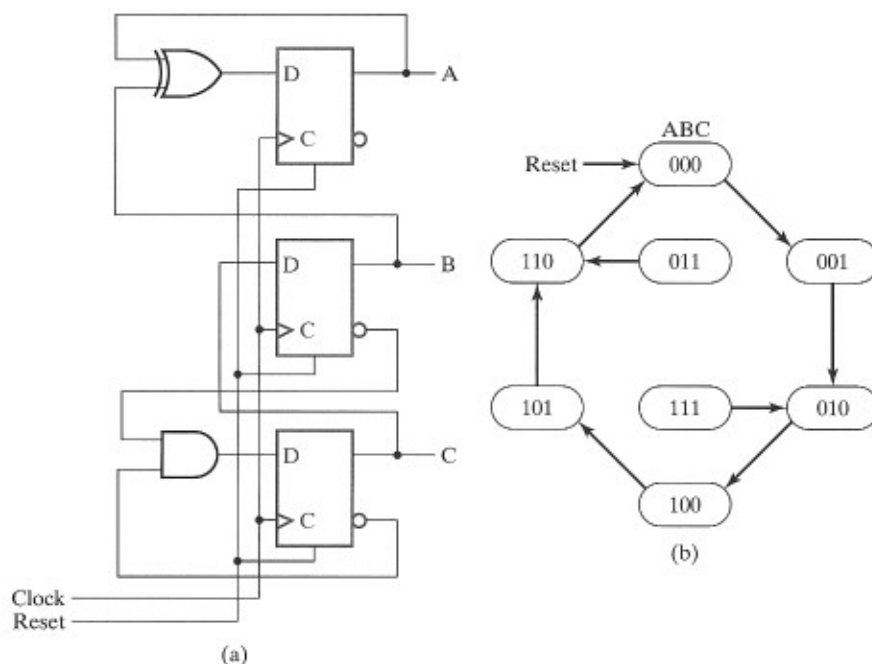 D
A
C
D
B
C
D
C
C
Clock
Reset
(a)
ABC
Reset
000
110
011
001
101
111
010
100
(b)